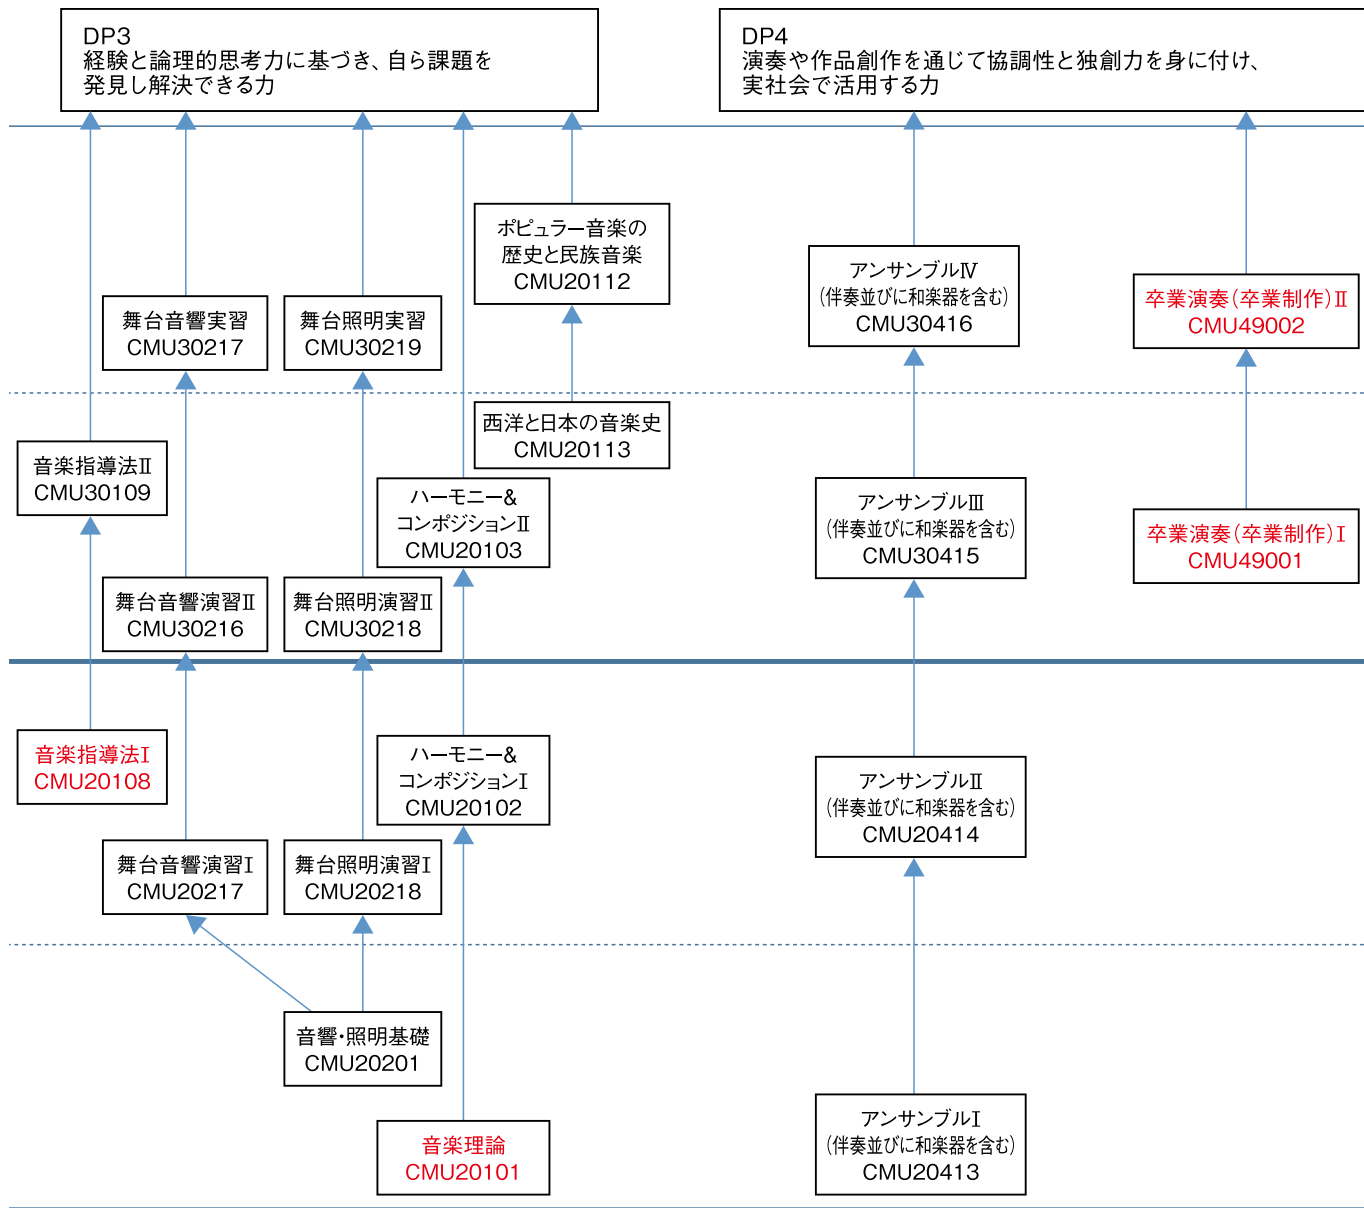 DP3
経験と論理的思考力に基づき、自ら課題を
発見し解決できる力
DP4
演奏や作品創作を通じて協調性と独創力を身に付け、
実社会で活用する力
ポピュラー音楽の
歴史と民族音楽
CMU20112
アンサンブルⅣ
(伴奏並びに和楽器を含む)
CMU30416
卒業演奏(卒業制作)Ⅱ
CMU49002
舞台音響実習
CMU30217
舞台照明実習
CMU30219
西洋と日本の音楽史
CMU20113
音楽指導法Ⅱ
CMU30109
ハーモニー&
コンポジションⅡ
CMU20103
アンサンブルⅢ
(伴奏並びに和楽器を含む)
CMU30415
卒業演奏(卒業制作)Ⅰ
CMU49001
舞台音響演習Ⅱ
CMU30216
舞台照明演習Ⅱ
CMU30218
音楽指導法Ⅰ
CMU20108
ハーモニー&
コンポジションⅠ
CMU20102
アンサンブルⅡ
(伴奏並びに和楽器を含む)
CMU20414
舞台音響演習Ⅰ
CMU20217
舞台照明演習Ⅰ
CMU20218
音響・照明基礎
CMU20201
音楽理論
CMU20101
アンサンブルⅠ
(伴奏並びに和楽器を含む)
CMU20413